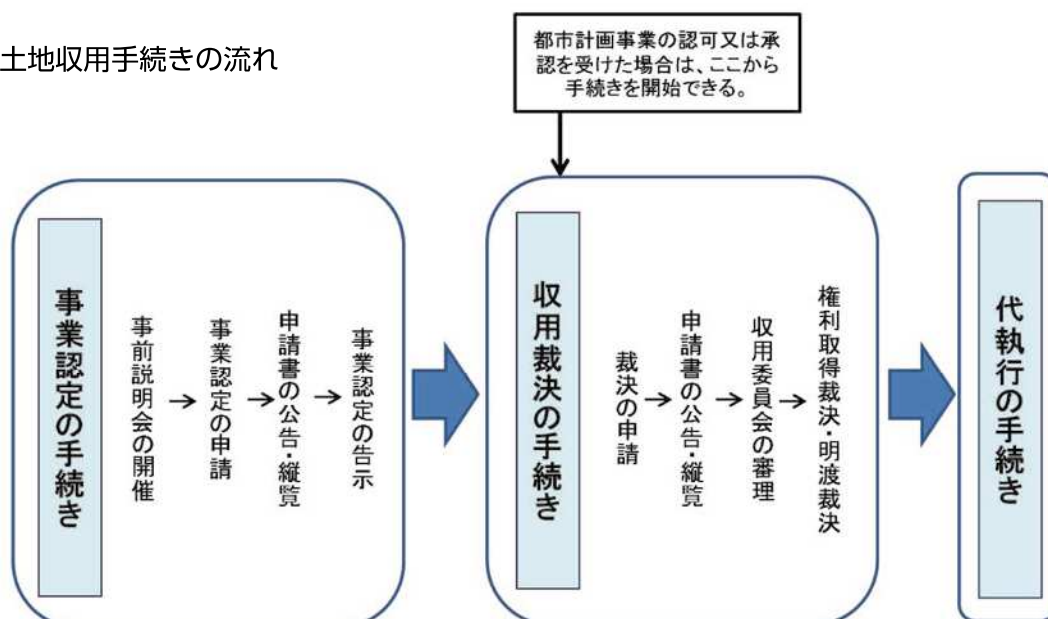 土地収用手続きの流れ
都市計画事業の認可又は承
認を受けた場合は、ここから
手続きを開始できる。
事業認定の手続き
事前説明会の開催
→
事業認定の申請
→
申請書の公告・縦覧
→
事業認定の告示
収用裁決の手続き
裁決の申請
→
申請書の公告・縦覧
→
収用委員会の審理
→
権利取得裁決・明渡裁決
代執行の手続き